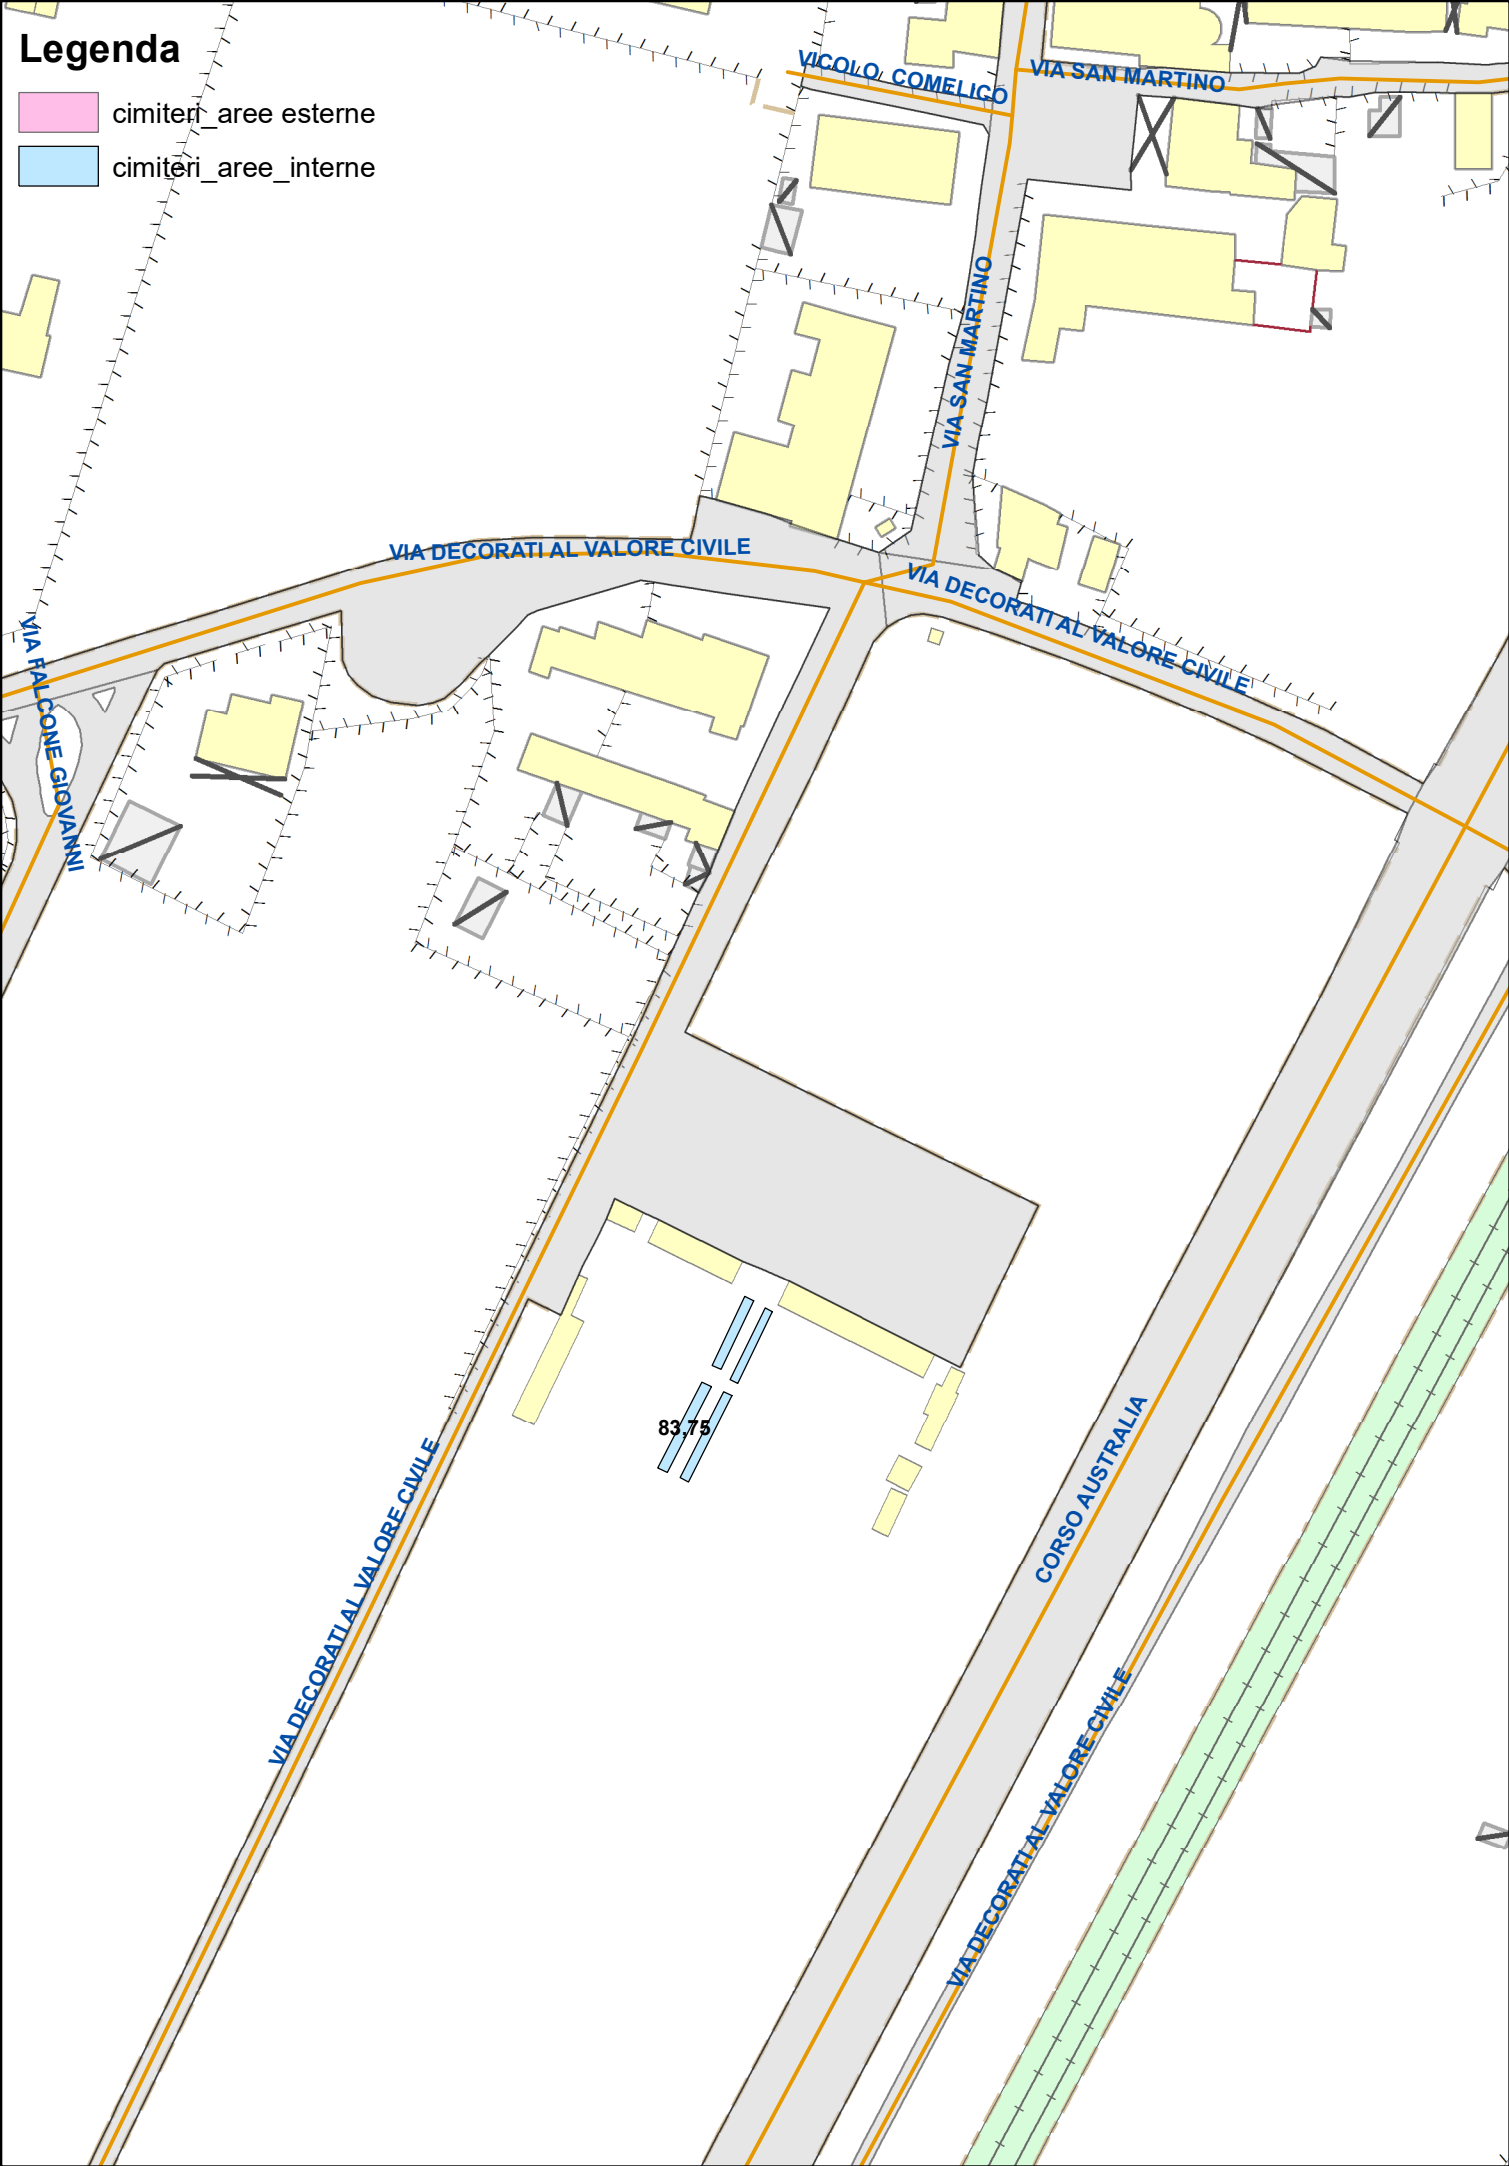 Legenda
cimiteri_aree esterne
cimiteri_aree_interne
VICOLO COMELICO
VIA SAN MARTINO
VIA SAN MARTINO
VIA DECORATI AL VALORE CIVILE
VIA DECORATI AL VALORE CIVILE
VIA FALCONE GIOVANNI
83,75
CORSO AUSTRALIA
VIA DECORATI AL VALORE CIVILE
VIA DECORATI AL VALORE CIVILE